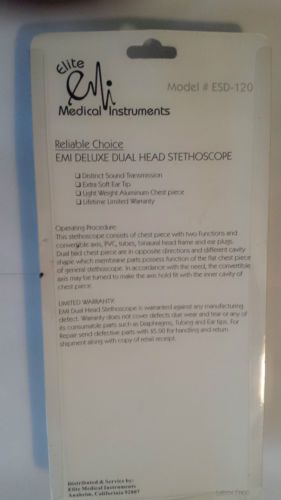 Elite
EMI
Medical Instruments
Model # ESD-120
Reliable Choice
EMI DELUXE DUAL HEAD STETHOSCOPE
❑ Distinct Sound Transmission
❑ Extra-Soft Ear Tip
❑ Light Weight Aluminum Chest piece
❑ Lifetime Limited Warranty
Operating Procedure
This stethoscope consists of chest piece with two functions and
convertible axis, PVC, tubes, binaural head frame and ear plugs.
Dual bed chest piece are in opposite directions and different cavity
shape which membrane parts possess function of the flat chest piece
of general stethoscope. In accordance with the need, the convertible
axis may be turned to make the axis hold fit with the inner cavity of
chest piece.
LIMITED WARRANTY
EMI Dual Head Stethoscope is warranted against any manufacturing
defect. Warranty does not cover defects due wear and tear or any of
its consumable parts such as Diaphragms, Tubing and Ear tips. For
Repair send defective parts with $5.00 for handling and return
shipment along with copy of retail receipt.
Distributed & Service by:
Elite Medical Instruments
Anaheim, California 92807
Latex Free